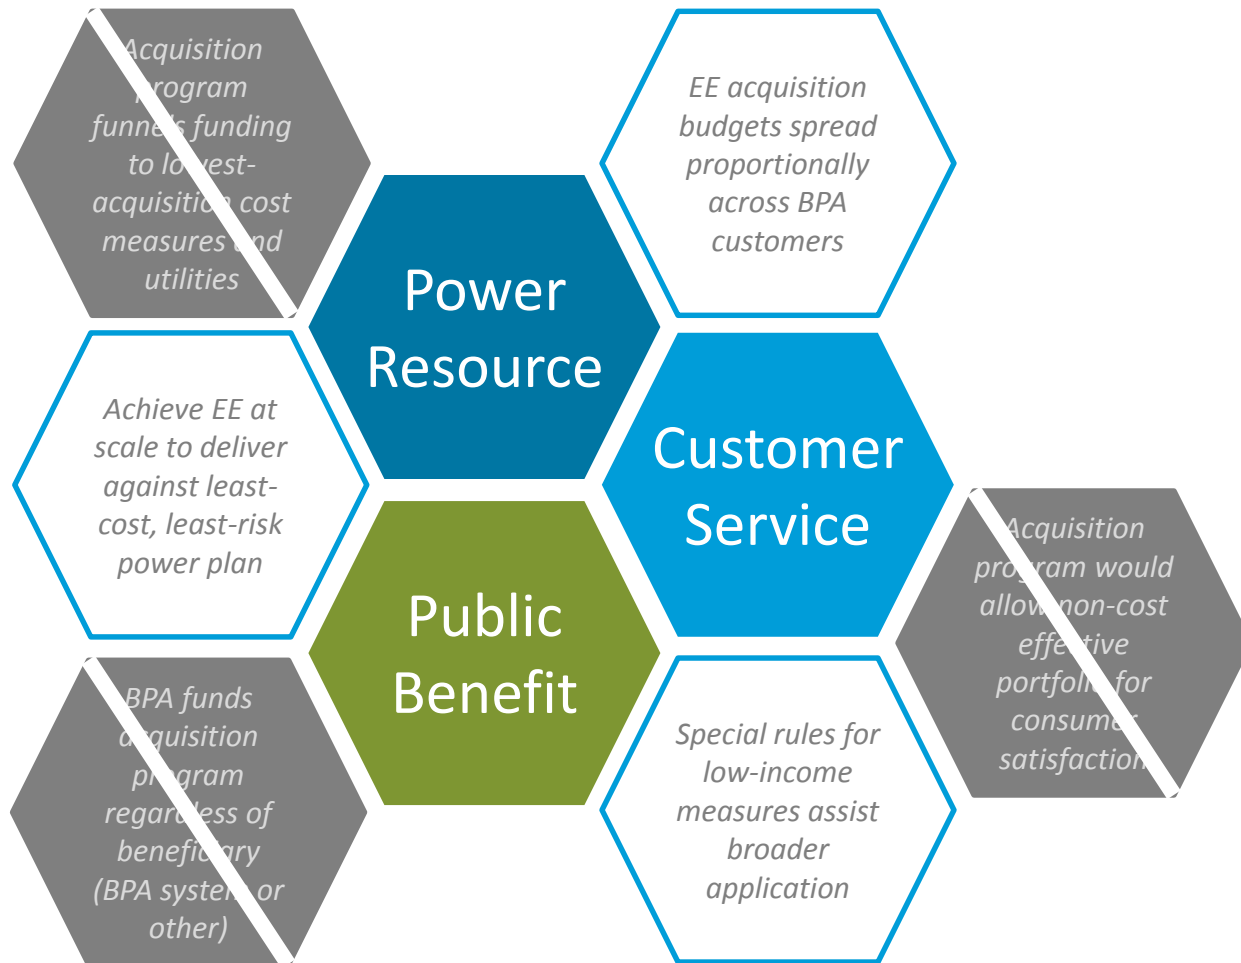 Acquisition
program
funnels funding
to lowest-
acquisition cost
measures and
utilities
EE acquisition
budgets spread
proportionally
across BPA
customers
Power
Resource
Achieve EE at
scale to deliver
against least-
cost, least-risk
power plan
Customer
Service
Public
Benefit
Acquisition
program would
allow non-cost
effective
portfolio for
consumer
satisfaction
BPA funds
acquisition
program
regardless of
beneficiary
(BPA system or
other)
Special rules for
low-income
measures assist
broader
application